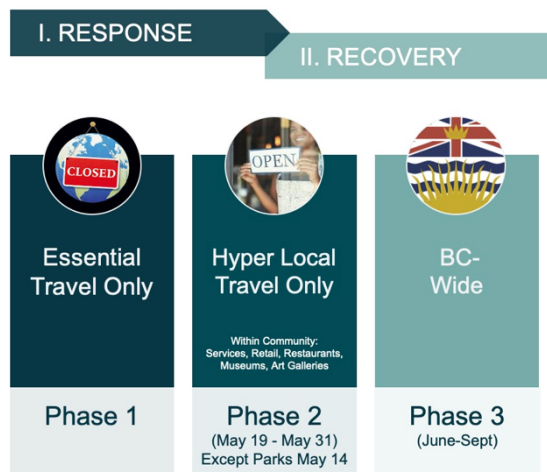 I. RESPONSE
II. RECOVERY
CLOSED
Essential
Travel Only
Phase 1
OPEN
Hyper Local
Travel Only
Within Community:
Services, Retail, Restaurants,
Museums, Art Galleries
Phase 2
(May 19 - May 31)
Except Parks May 14
BC-
Wide
Phase 3
(June-Sept)